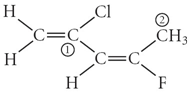 H Cl ②
C=C CH₃
H ① C=C
H F